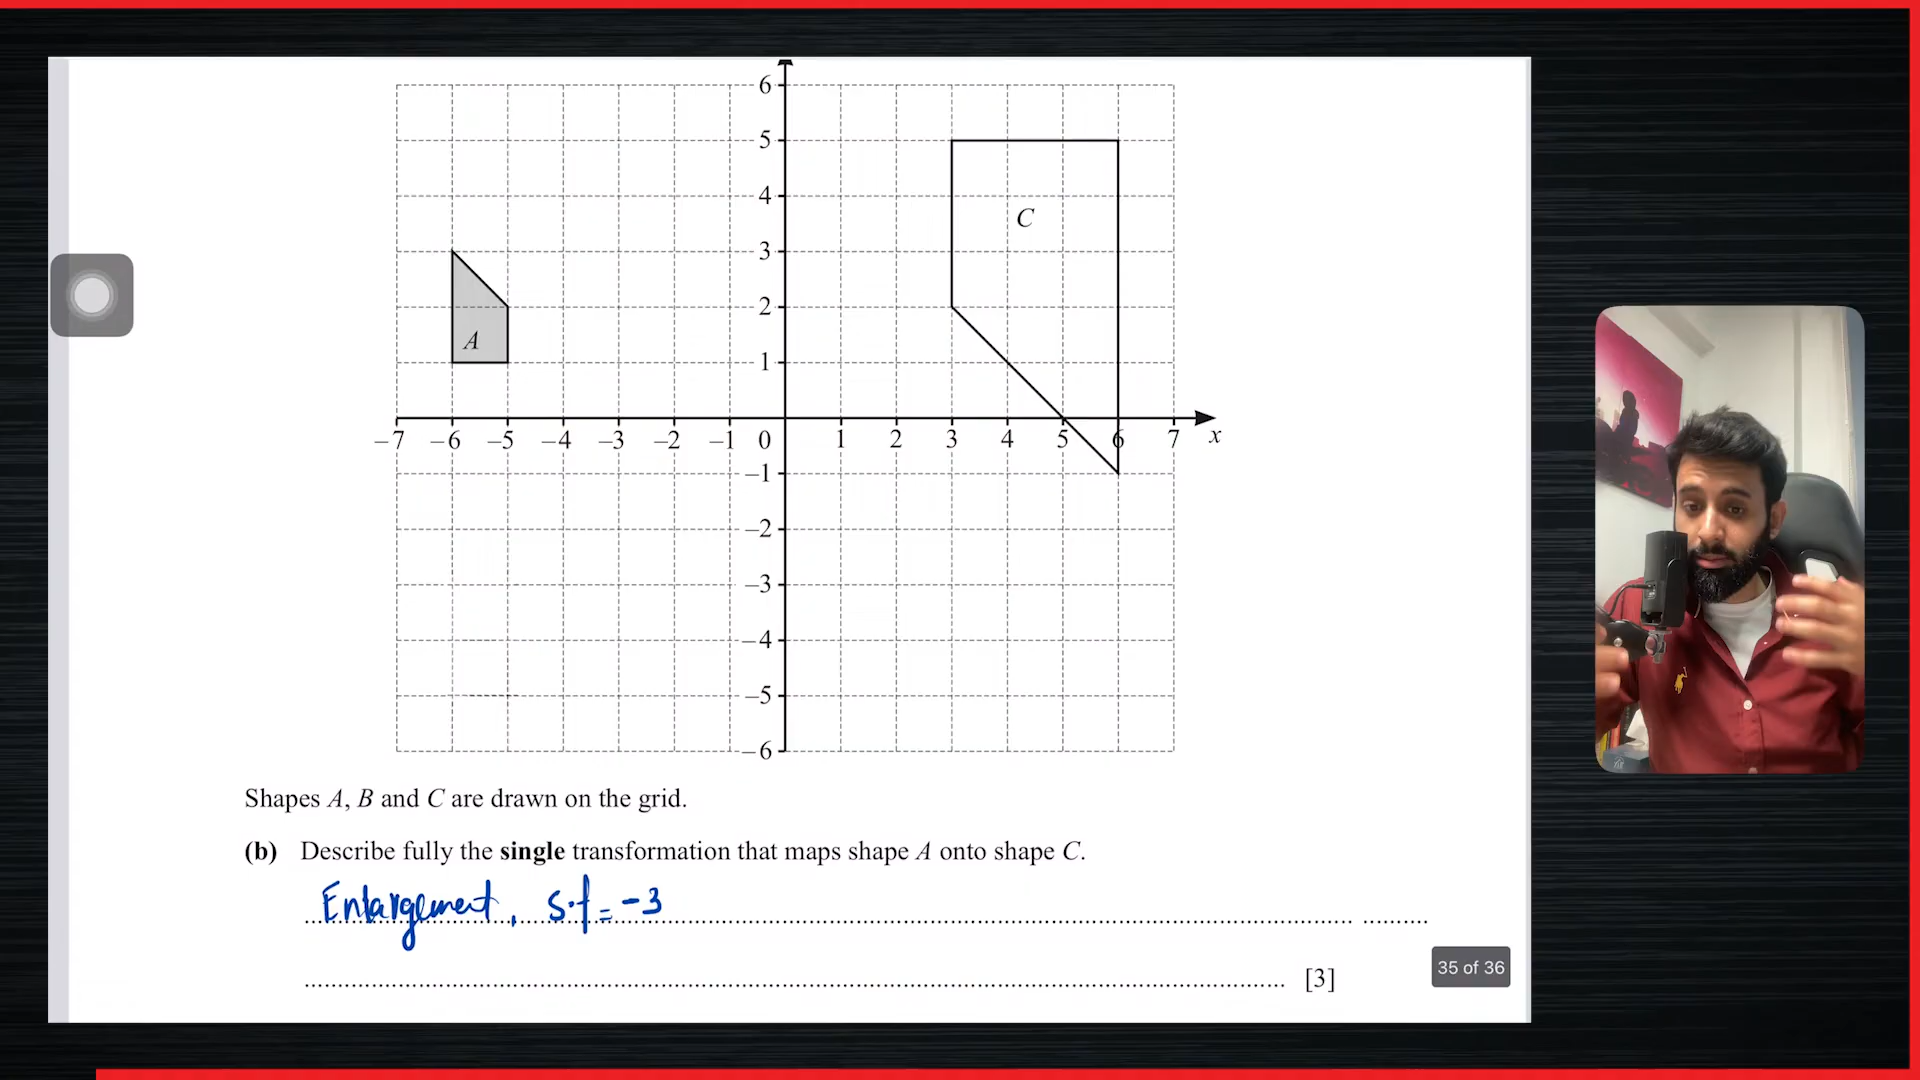 6
5
4
C
3
2
A
1
–7 –6 –5 –4 –3 –2 –1 0 1 2 3 4 5 6 7 x
–1
–2
–3
–4
–5
–6
Shapes A, B and C are drawn on the grid.
(b) Describe fully the single transformation that maps shape A onto shape C.
Enlargement, s.f = -3
35 of 36
[3]